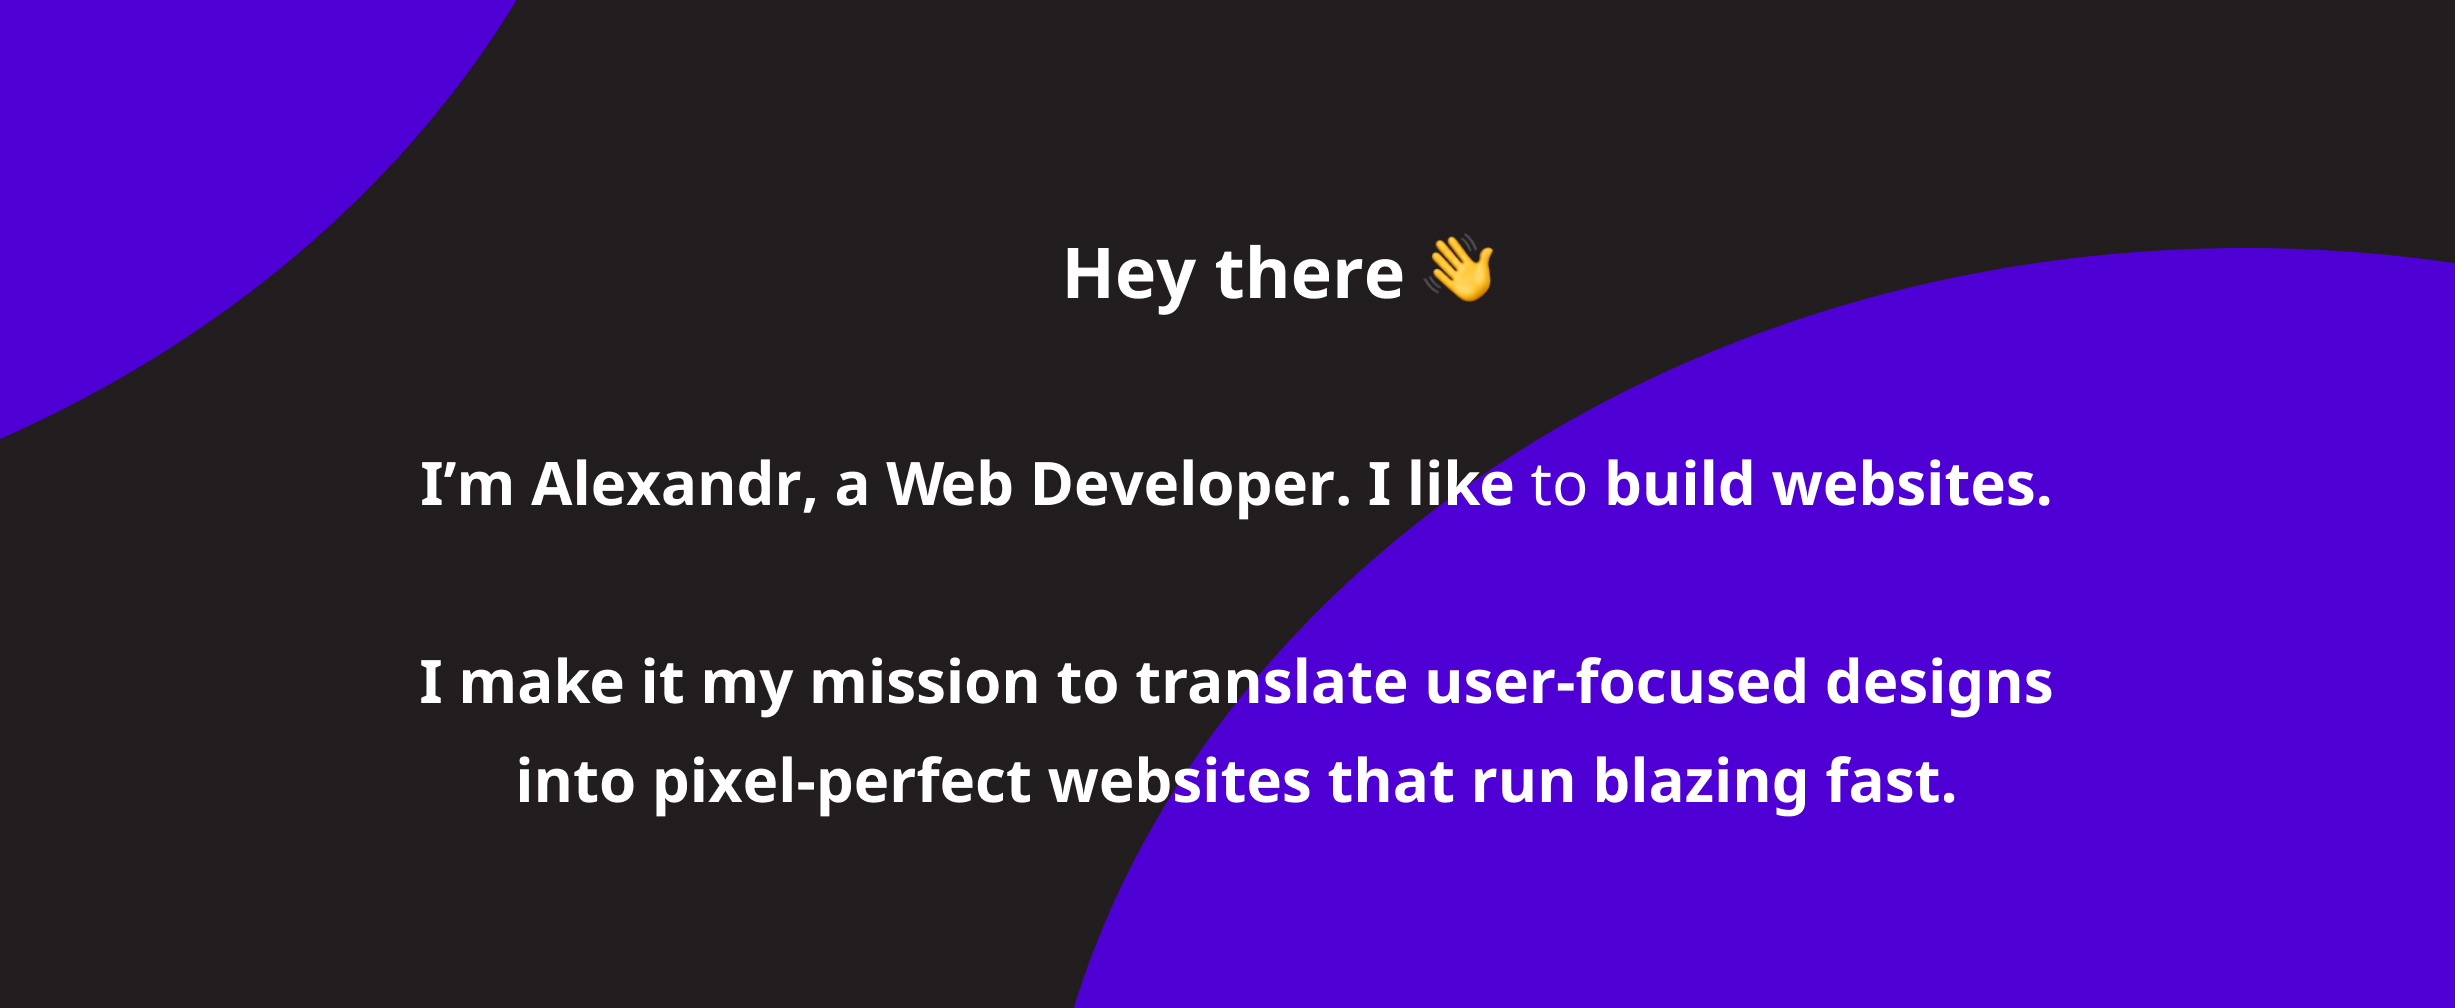 Hey there 👋
I’m Alexandr, a Web Developer. I like to build websites.
I make it my mission to translate user-focused designs
into pixel-perfect websites that run blazing fast.